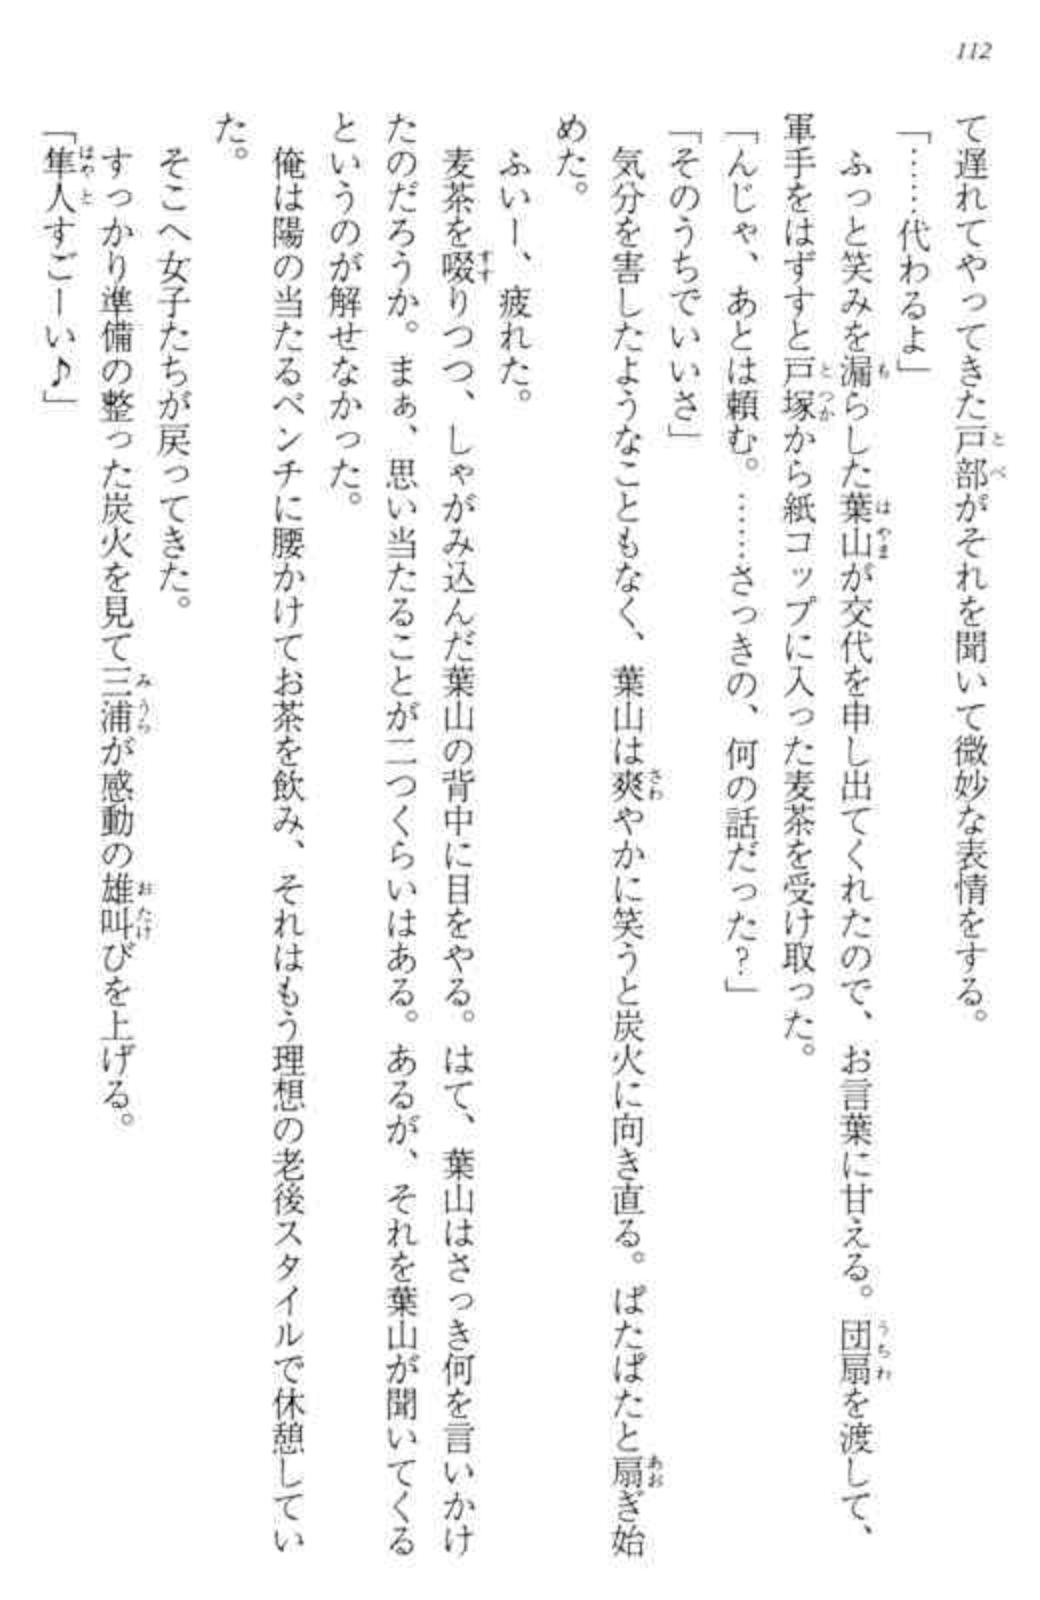 112
て遅れてやってきた戸部がそれを聞いて微妙な表情をする。
「……代わるよ」
ふっと笑みを漏らした葉山が交代を申し出てくれたので、お言葉に甘える。団扇を渡して、
軍手をはずすと戸塚から紙コップに入った麦茶を受け取った。
「んじゃ、あとは頼む。……さっきの、何の話だった?」
「そのうちでいいさ」
気分を害したようなこともなく、葉山は爽やかに笑うと炭火に向き直る。ぱたぱたと扇ぎ始
めた。
ふいー、疲れた。
麦茶を啜りつつ、しゃがみ込んだ葉山の背中に目をやる。はて、葉山はさっき何を言いかけ
たのだろうか。まぁ、思い当たることが二つくらいはある。あるが、それを葉山が聞いてくる
というのが解せなかった。
俺は陽の当たるベンチに腰かけてお茶を飲み、それはもう理想の老後スタイルで休憩してい
た。
そこへ女子たちが戻ってきた。
すっかり準備の整った炭火を見て三浦が感動の雄叫びを上げる。
「隼人すごーい♪」